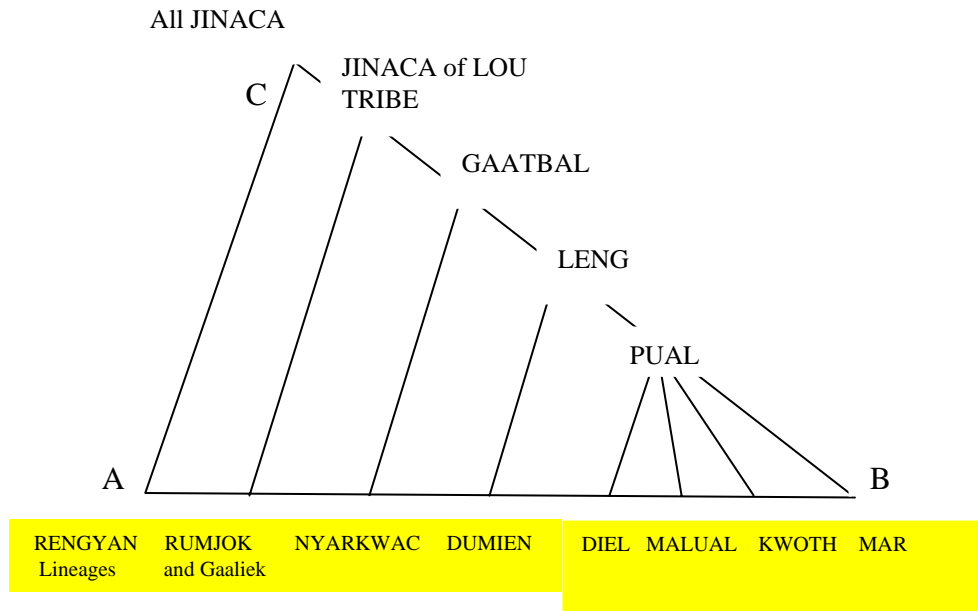 All JINACA
C
JINACA of LOU
TRIBE
GAATBAL
LENG
PUAL
A
B
RENGYAN RUMJOK NYARKWAC DUMIEN DIEL MALUAL KWOTH MAR
Lineages and Gaaliek